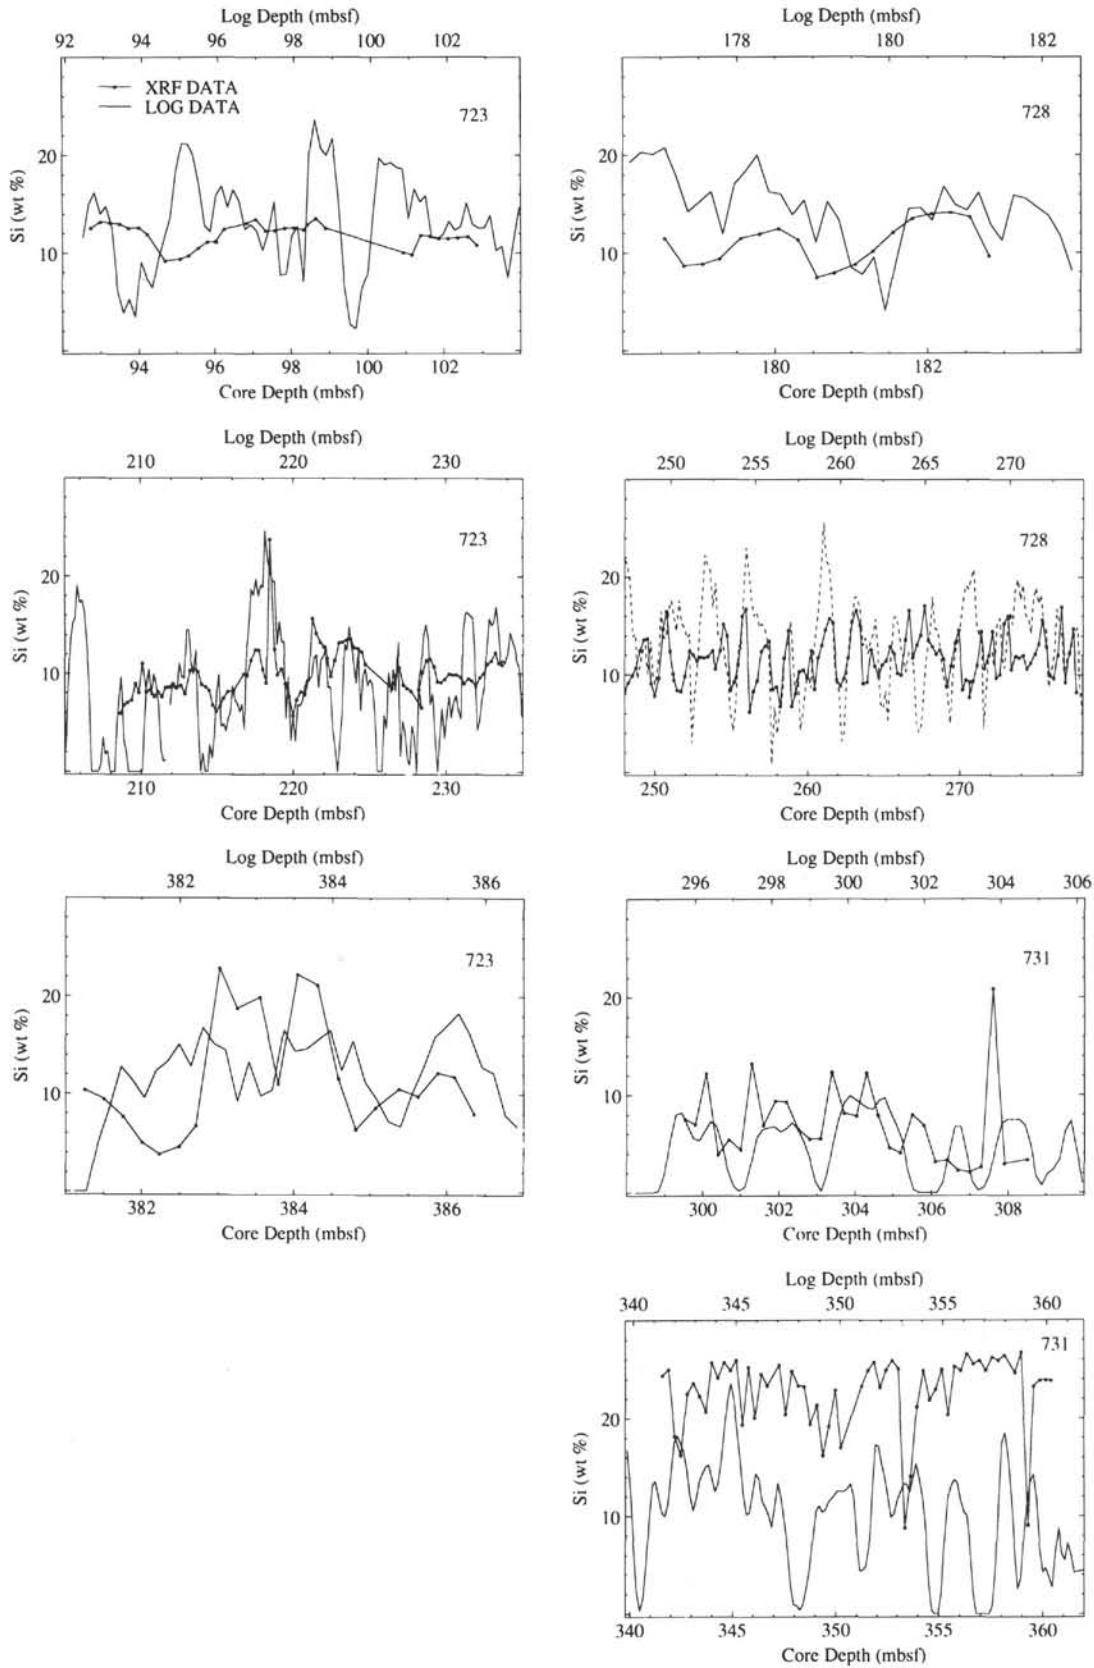 Log Depth (mbsf)
92 94 96 98 100 102
XRF DATA
LOG DATA
723
20
10
Si (wt %)
94 96 98 100 102
Core Depth (mbsf)
Log Depth (mbsf)
178 180 182
728
20
10
Si (wt %)
180 182
Core Depth (mbsf)
Log Depth (mbsf)
210 220 230
723
20
10
Si (wt %)
210 220 230
Core Depth (mbsf)
Log Depth (mbsf)
250 255 260 265 270
728
20
10
Si (wt %)
250 260 270
Core Depth (mbsf)
Log Depth (mbsf)
382 384 386
723
20
10
Si (wt %)
382 384 386
Core Depth (mbsf)
Log Depth (mbsf)
296 298 300 302 304 306
731
20
10
Si (wt %)
300 302 304 306 308
Core Depth (mbsf)
Log Depth (mbsf)
340 345 350 355 360
731
20
10
Si (wt %)
340 345 350 355 360
Core Depth (mbsf)